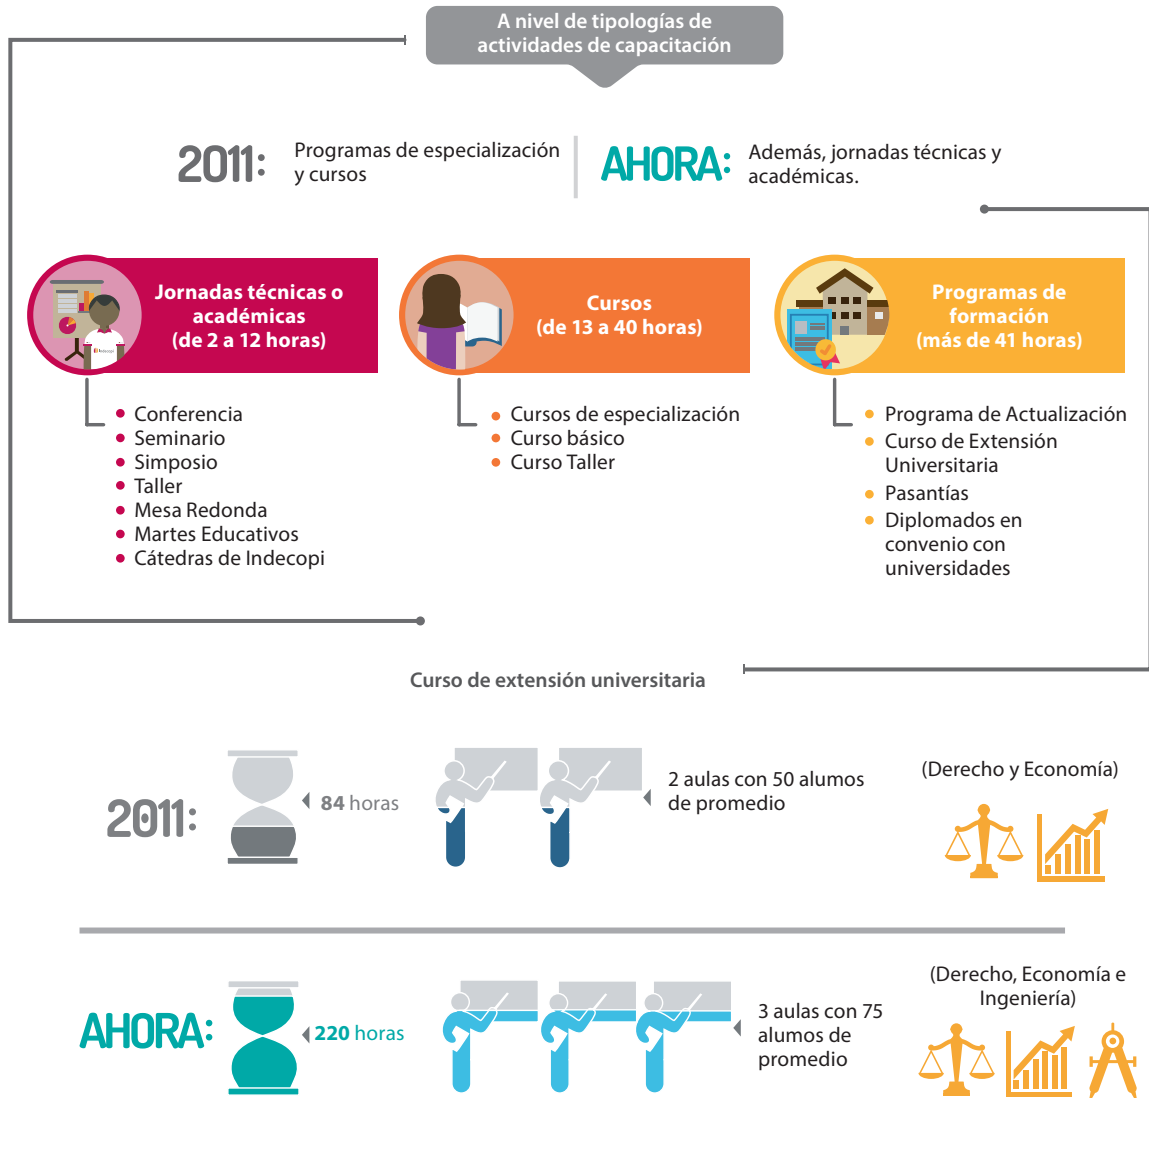 A nivel de tipologías de
actividades de capacitación
2011:
Programas de especialización
y cursos
AHORA:
Además, jornadas técnicas y
académicas.
Jornadas técnicas o
académicas
(de 2 a 12 horas)
Conferencia
Seminario
Simposio
Taller
Mesa Redonda
Martes Educativos
Cátedras de Indecopi
Cursos
(de 13 a 40 horas)
Cursos de especialización
Curso básico
Curso Taller
Programas de
formación
(más de 41 horas)
Programa de Actualización
Curso de Extensión
Universitaria
Pasantías
Diplomados en
convenio con
universidades
Curso de extensión universitaria
2011:
84 horas
2 aulas con 50 alumos
de promedio
(Derecho y Economía)
AHORA:
220 horas
3 aulas con 75
alumos de
promedio
(Derecho, Economía e
Ingeniería)